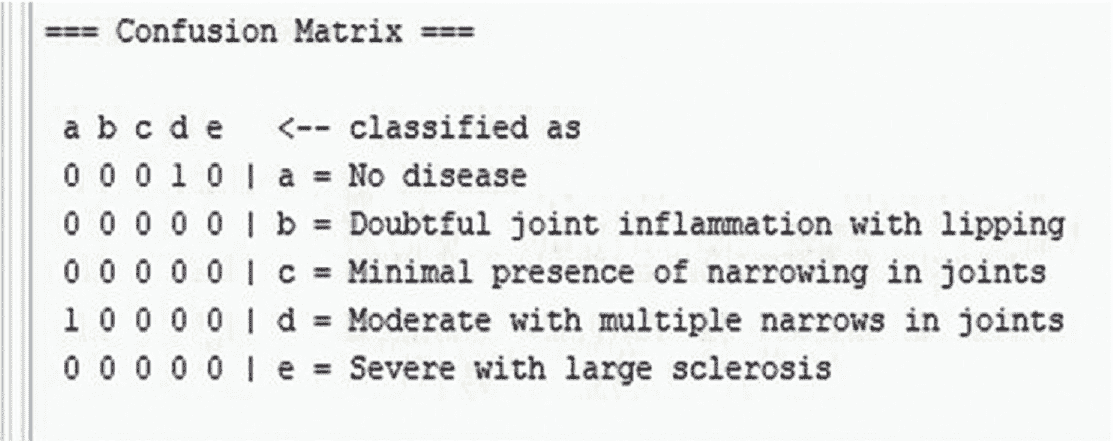 === Confusion Matrix ===
a b c d e <-- classified as
0 0 0 1 0 | a = No disease
0 0 0 0 0 | b = Doubtful joint inflammation with lipping
0 0 0 0 0 | c = Minimal presence of narrowing in joints
1 0 0 0 0 | d = Moderate with multiple narrows in joints
0 0 0 0 0 | e = Severe with large sclerosis